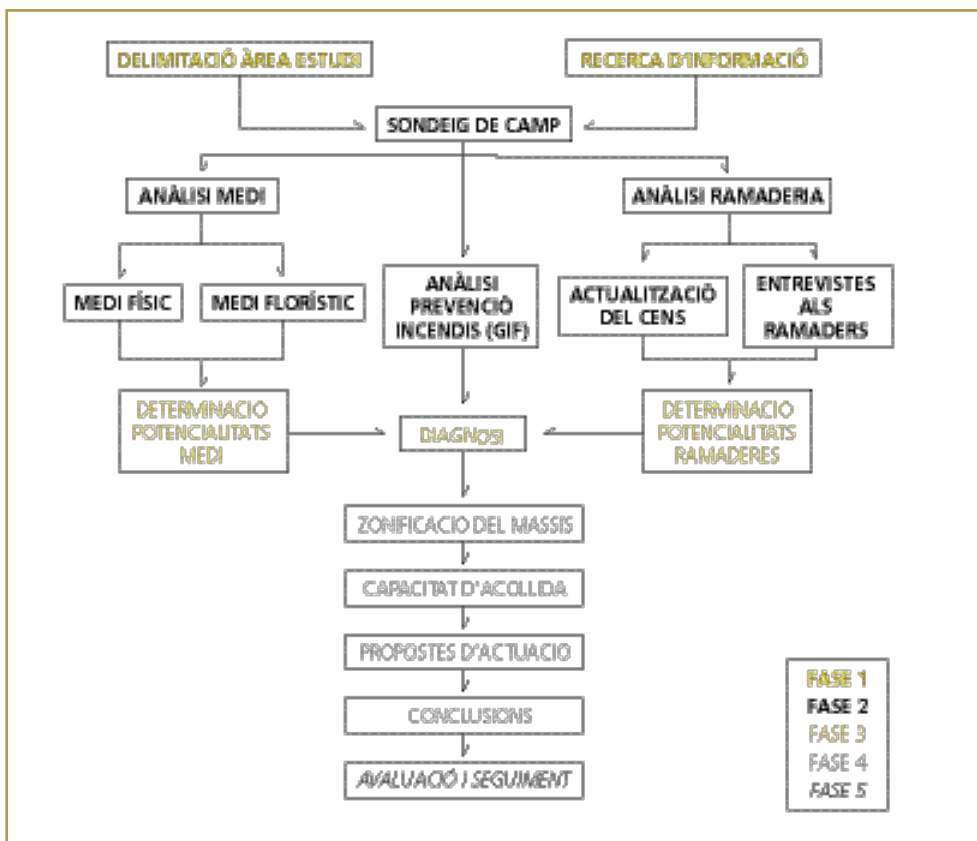 DELIMITACIÓ ÀREA ESTUDI
RECERCA D'INFORMACIÓ
SONDEIG DE CAMP
ANÀLISI MEDI
ANÀLISI RAMADERIA
MEDI FÍSIC
MEDI FLORÍSTIC
ANÀLISI
PREVENCIÓ
INCENDIS (GIF)
ACTUALITZACIÓ
DEL CENS
ENTREVISTES
ALS
RAMADERS
DETERMINACIO
POTENCIALITATS
MEDI
DIAGNOSI
DETERMINACIO
POTENCIALITATS
RAMADERES
ZONIFICACIO DEL MASSIS
CAPACITAT D'ACOLLIDA
PROPOSTES D'ACTUACIO
CONCLUSIONS
AVALUACIÓ I SEGUIMENT
FASE 1
FASE 2
FASE 3
FASE 4
FASE 5